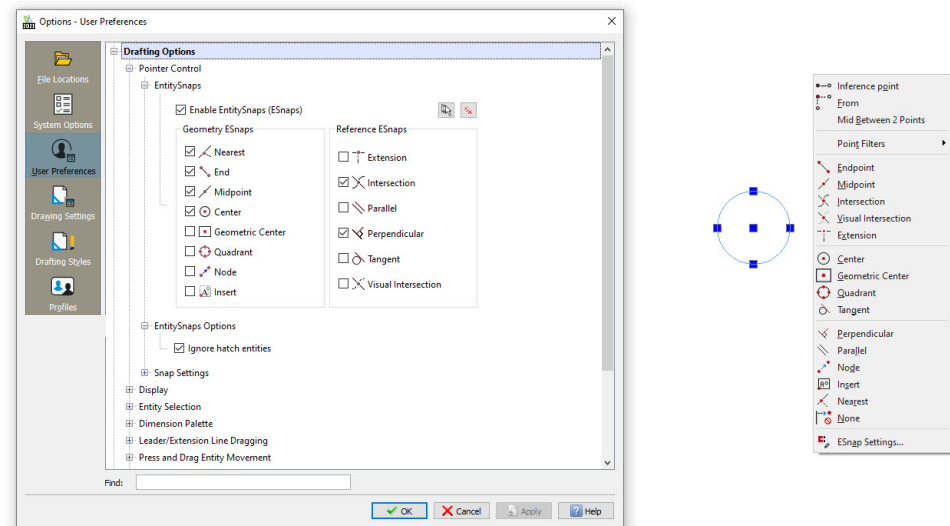 Options - User Preferences
File Locations
System Options
User Preferences
Drawing Settings
Drafting Styles
Profiles
Drafting Options
Pointer Control
EntitySnaps
Enable EntitySnaps (ESnaps)
Geometry ESnaps
Nearest
End
Midpoint
Center
Geometric Center
Quadrant
Node
Insert
Reference ESnaps
Extension
Intersection
Parallel
Perpendicular
Tangent
Visual Intersection
EntitySnaps Options
Ignore hatch entities
Snap Settings
Display
Entity Selection
Dimension Palette
Leader/Extension Line Dragging
Press and Drag Entity Movement
Find:
OK
Cancel
Apply
Help
Inference point
From
Mid Between 2 Points
Point Filters
Endpoint
Midpoint
Intersection
Visual Intersection
Extension
Center
Geometric Center
Quadrant
Tangent
Perpendicular
Parallel
Node
Insert
Nearest
None
ESnap Settings...